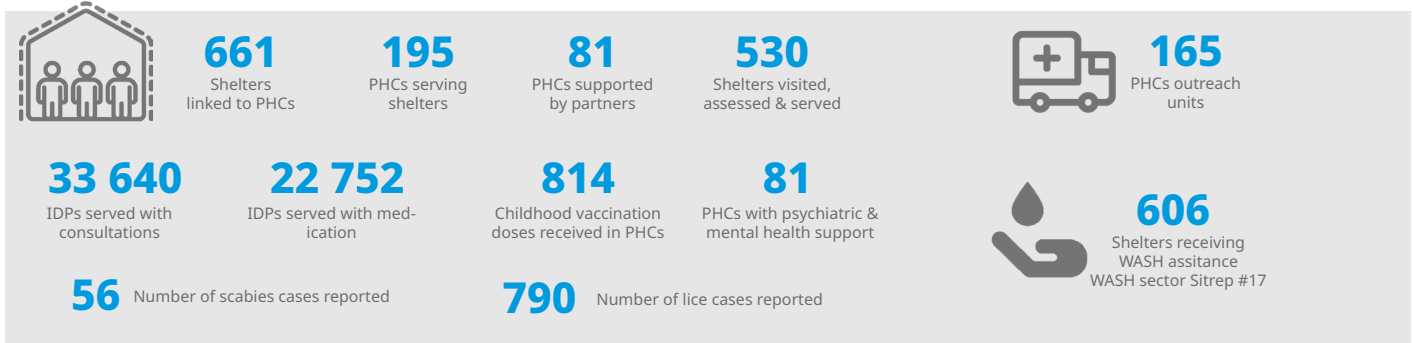 661
Shelters
linked to PHCs
195
PHCs serving
shelters
81
PHCs supported
by partners
530
Shelters visited,
assessed & served
165
PHCs outreach
units
33 640
IDPs served with
consultations
22 752
IDPs served with med-
ication
814
Childhood vaccination
doses received in PHCs
81
PHCs with psychiatric &
mental health support
606
Shelters receiving
WASH assitance
WASH sector Sitrep #17
56 Number of scabies cases reported
790 Number of lice cases reported